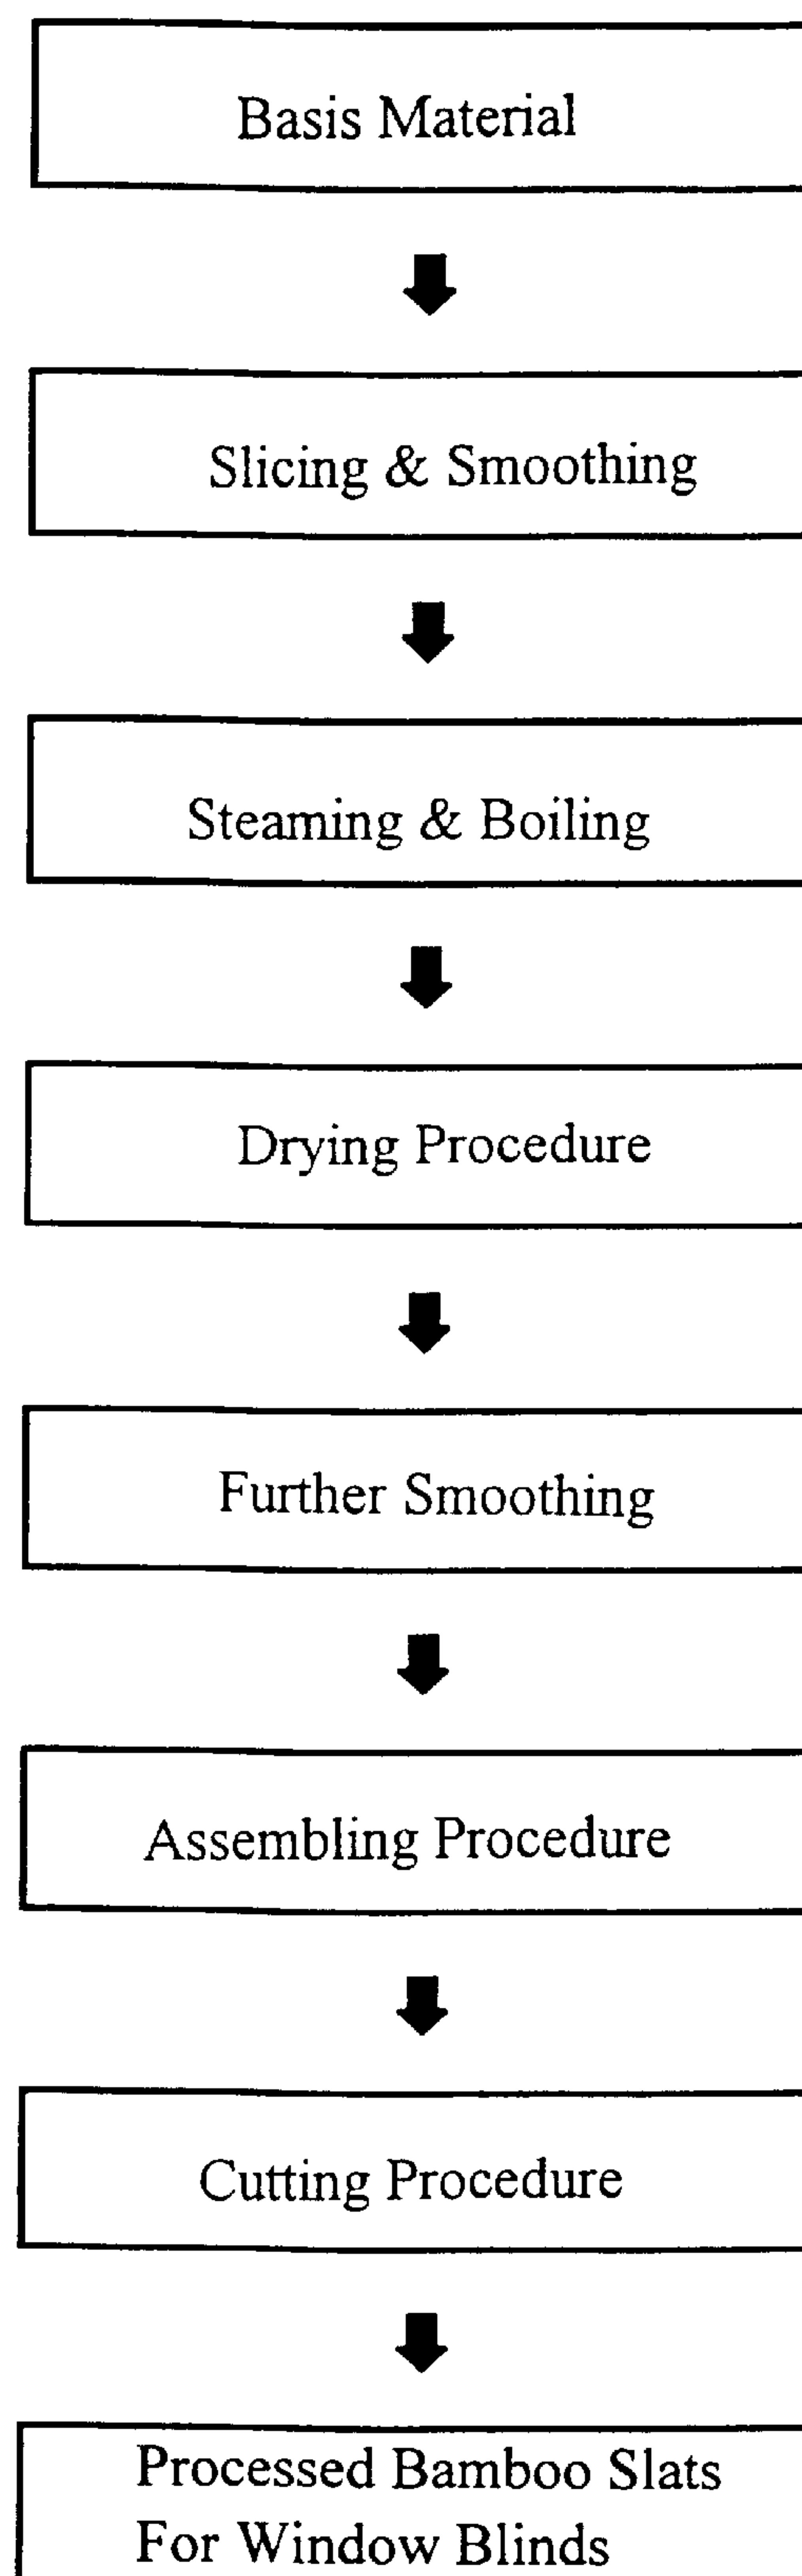 Basis Material
Slicing & Smoothing
Steaming & Boiling
Drying Procedure
Further Smoothing
Assembling Procedure
Cutting Procedure
Processed Bamboo Slats
For Window Blinds